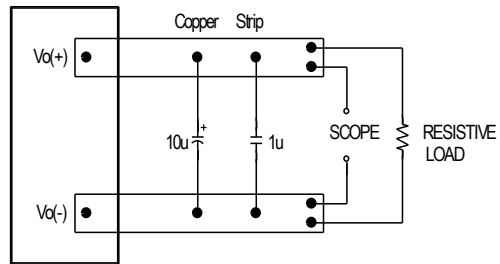 Copper Strip
Vo(+)
10u + 1u
SCOPE
RESISTIVE
LOAD
Vo(-)